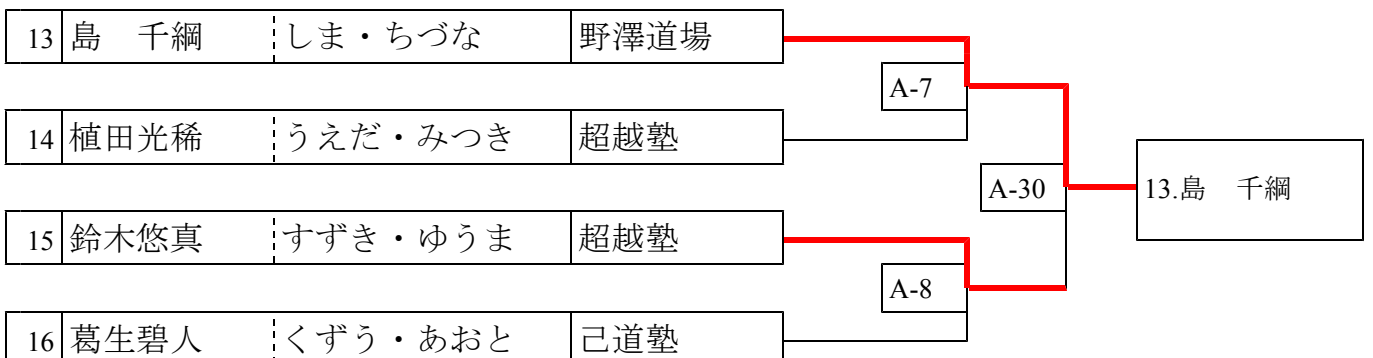 13 島　千綱 しま・ちづな 野澤道場
A-7
14 植田光稀 うえだ・みつき 超越塾
A-30
13.島　千綱
15 鈴木悠真 すずき・ゆうま 超越塾
A-8
16 葛生碧人 くずう・あおと 己道塾